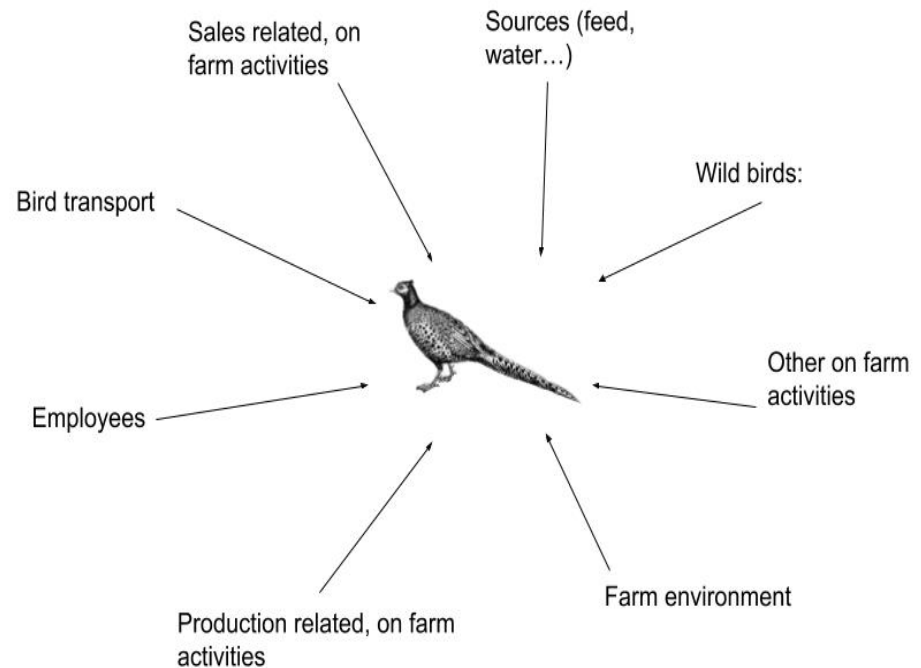 Sales related, on
farm activities
Sources (feed,
water…)
Wild birds:
Bird transport
Other on farm
activities
Employees
Farm environment
Production related, on farm
activities